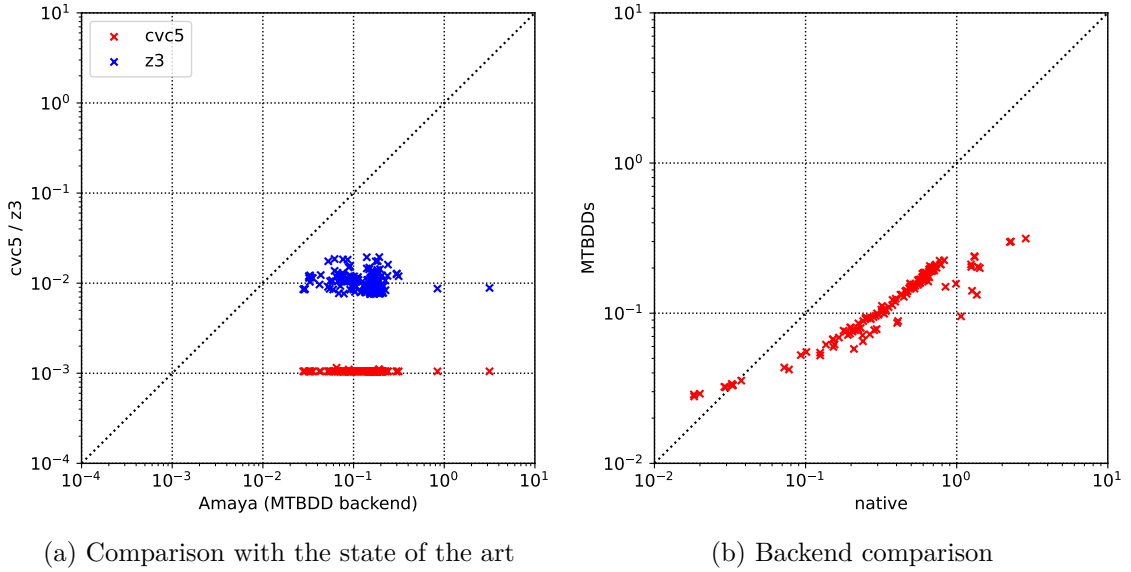 10^1
10^0
10^-1
10^-2
10^-3
10^-4
cvc5 / z3
cvc5
z3
10^-4
10^-3
10^-2
10^-1
10^0
10^1
Amaya (MTBDD backend)
(a) Comparison with the state of the art
10^1
10^0
10^-1
10^-2
MTBDDs
10^-2
10^-1
10^0
10^1
native
(b) Backend comparison